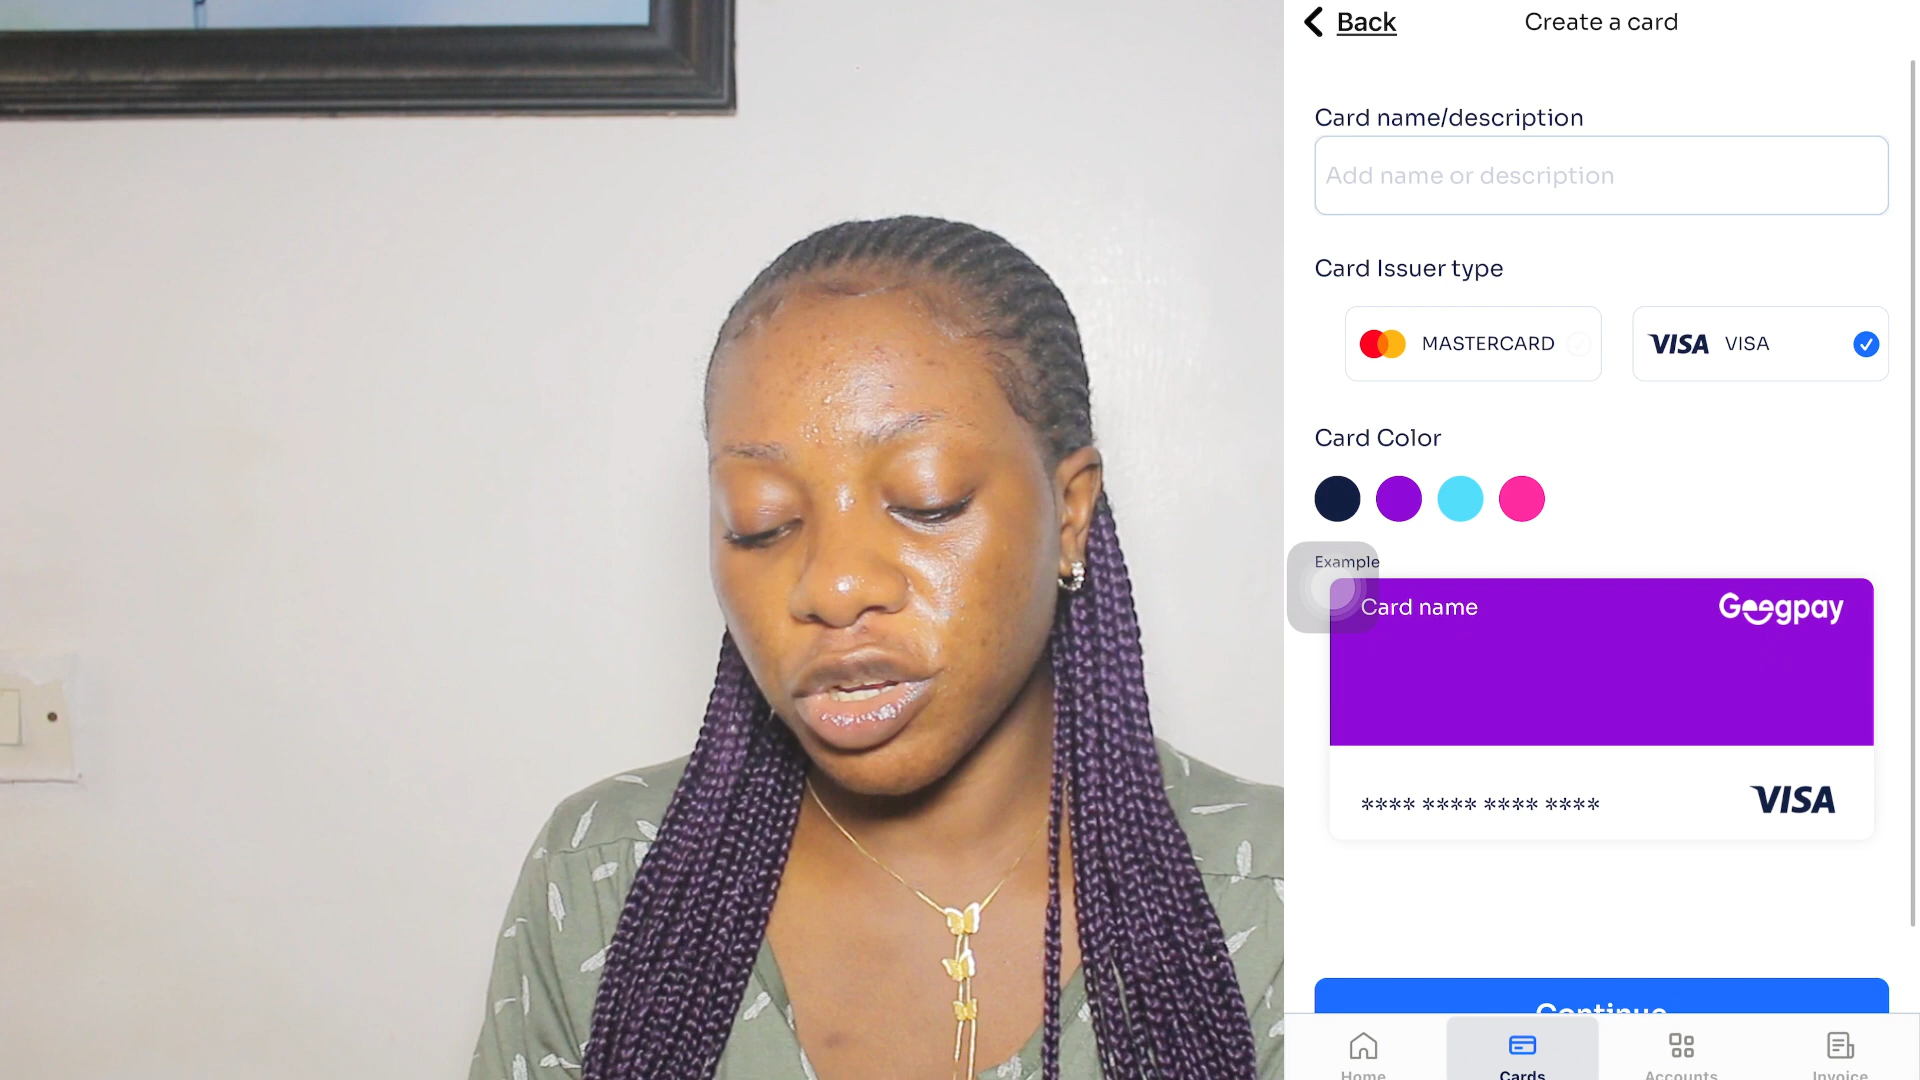 Back
Create a card
Card name/description
Add name or description
Card Issuer type
MASTERCARD
VISA VISA
Card Color
Example
Card name
Geegpay
**** **** **** ****
VISA
Continue
Home
Cards
Accounts
Invoice